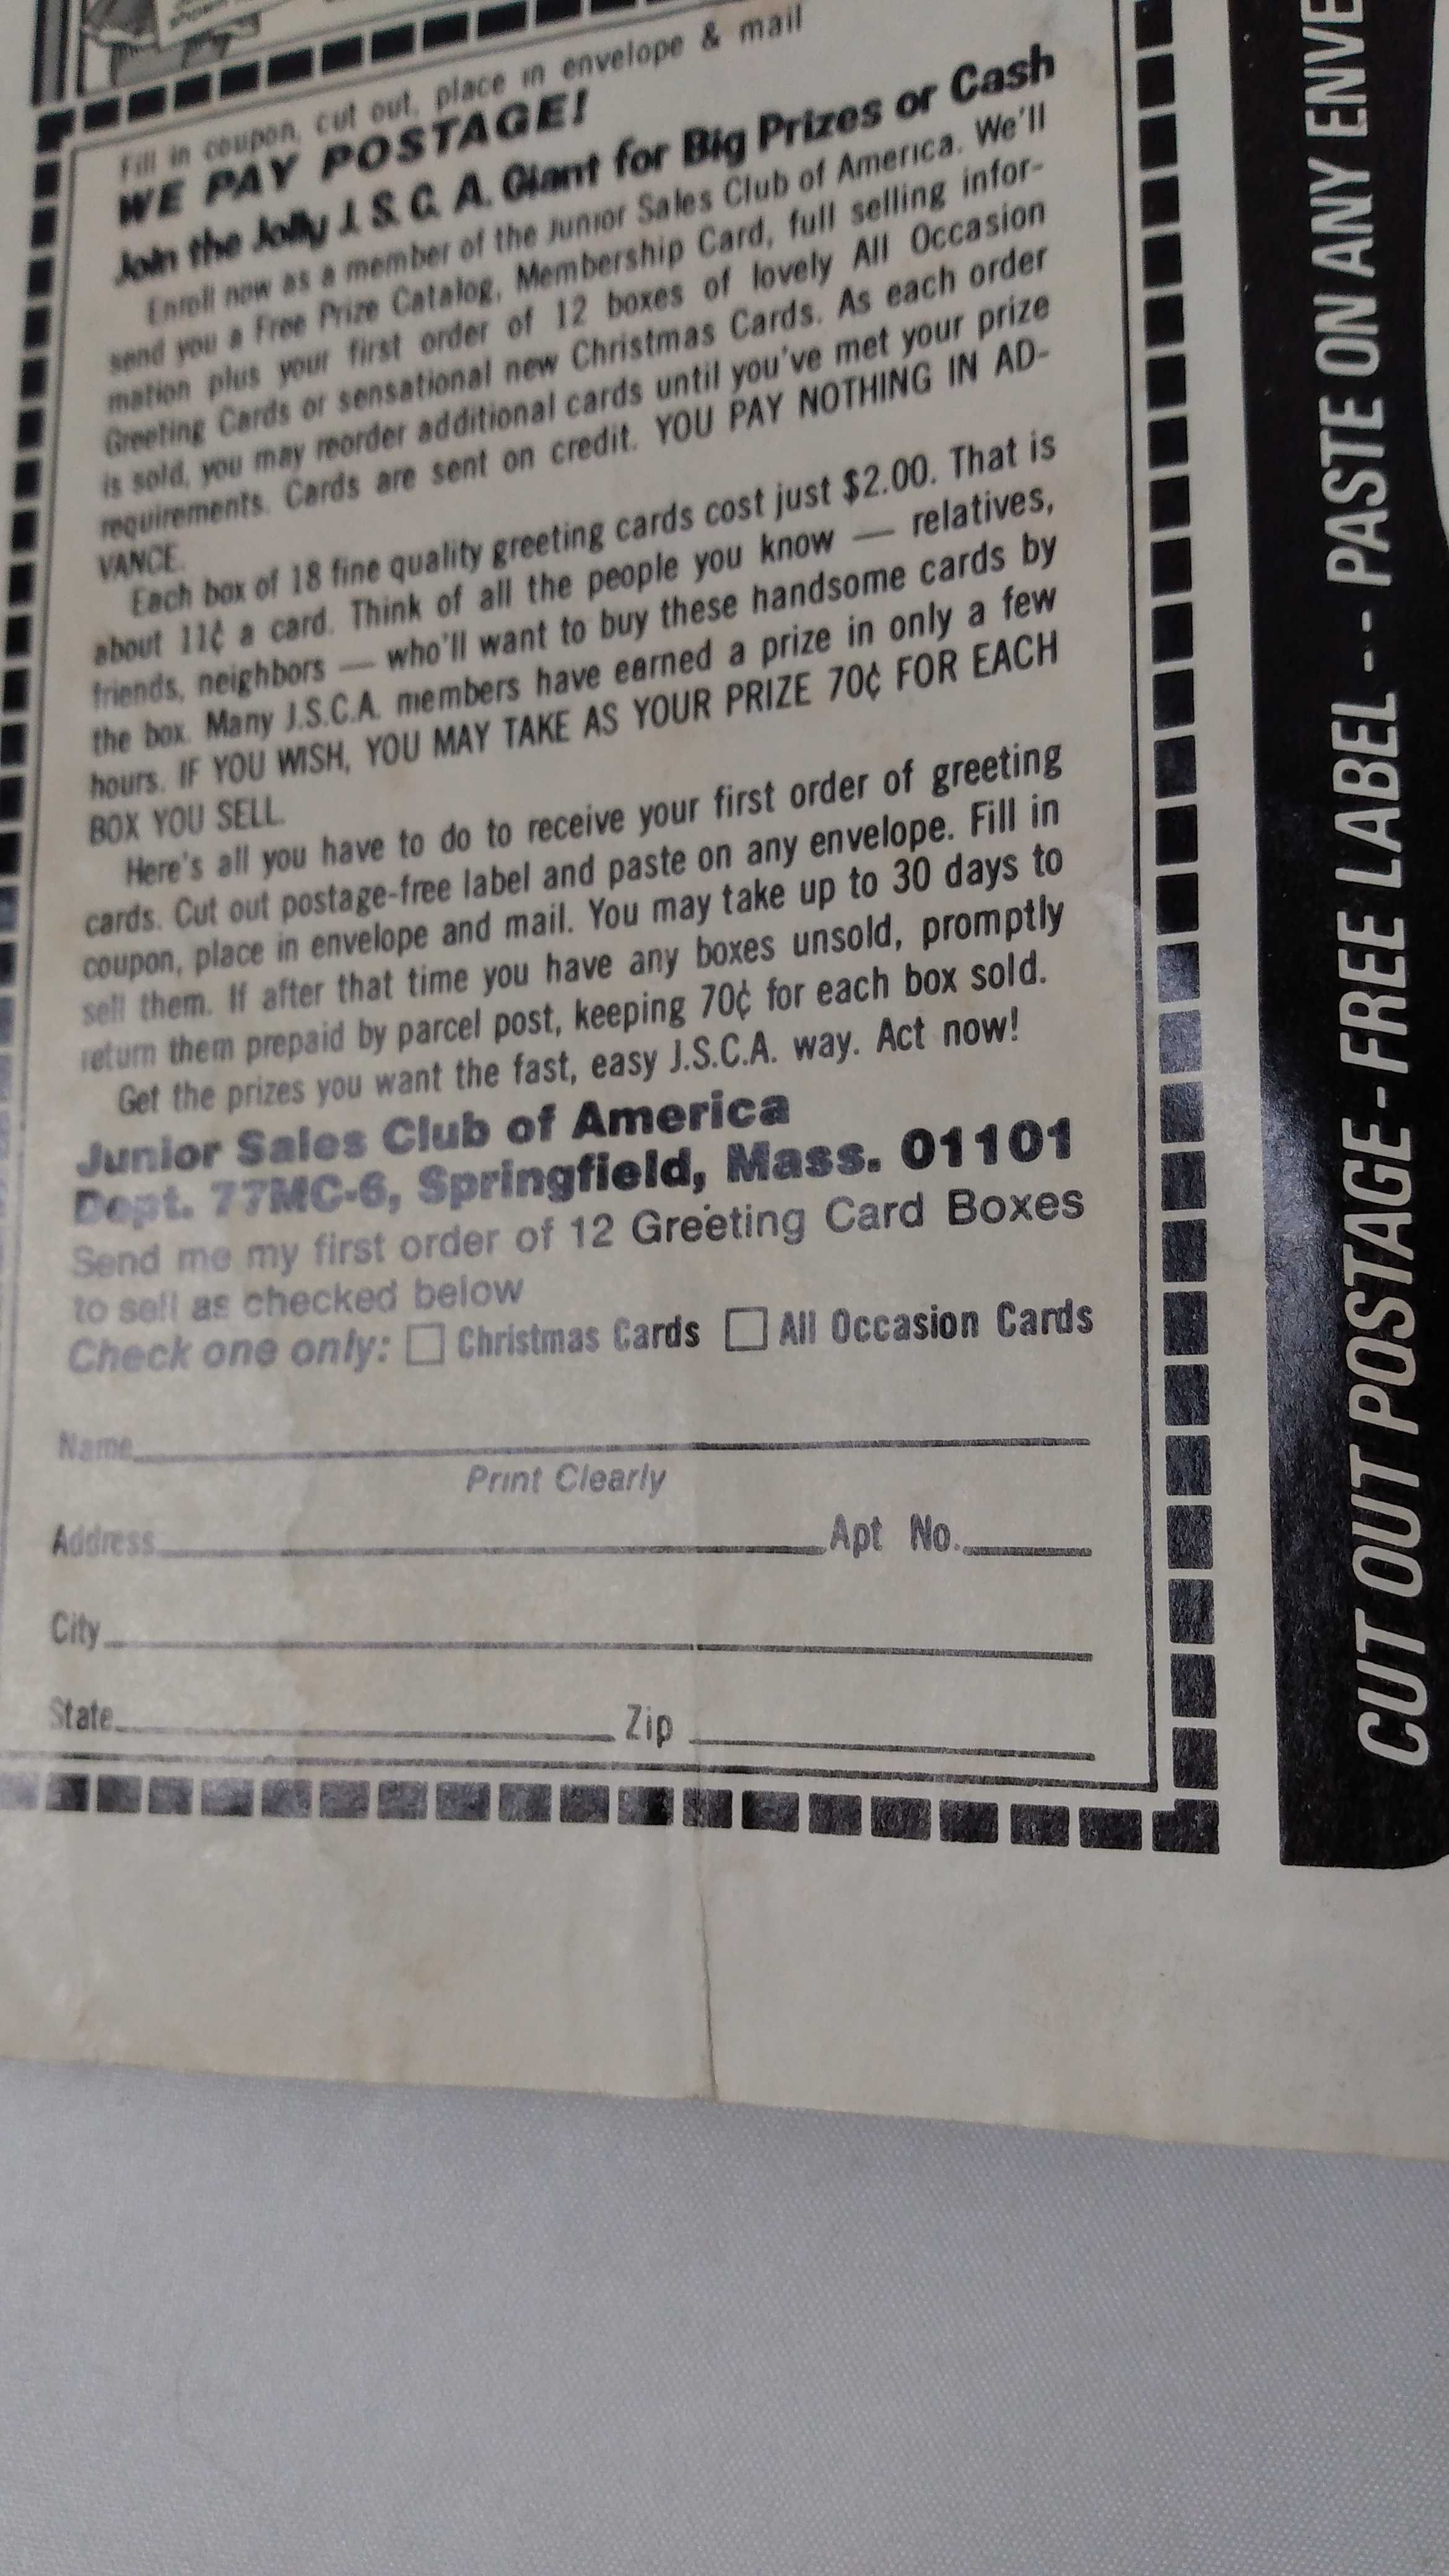 Fill in coupon, cut out, place in envelope & mail
WE PAY POSTAGE!
Join the Jolly J. S. C. A. Giant for Big Prizes or Cash
Enroll now as a member of the Junior Sales Club of America. We'll
send you a Free Prize Catalog, Membership Card, full selling infor-
mation plus your first order of 12 boxes of lovely All Occasion
Greeting Cards or sensational new Christmas Cards. As each order
is sold, you may reorder additional cards until you've met your prize
requirements. Cards are sent on credit. YOU PAY NOTHING IN AD-
VANCE.
Each box of 18 fine quality greeting cards cost just $2.00. That is
about 11¢ a card. Think of all the people you know — relatives,
friends, neighbors — who'll want to buy these handsome cards by
the box. Many J.S.C.A. members have earned a prize in only a few
hours. IF YOU WISH, YOU MAY TAKE AS YOUR PRIZE 70¢ FOR EACH
BOX YOU SELL.
Here's all you have to do to receive your first order of greeting
cards. Cut out postage-free label and paste on any envelope. Fill in
coupon, place in envelope and mail. You may take up to 30 days to
sell them. If after that time you have any boxes unsold, promptly
return them prepaid by parcel post, keeping 70¢ for each box sold.
Get the prizes you want the fast, easy J.S.C.A. way. Act now!
Junior Sales Club of America
Dept. 77MC-6, Springfield, Mass. 01101
Send me my first order of 12 Greeting Card Boxes
to sell as checked below
Check one only: ☐ Christmas Cards ☐ All Occasion Cards
Name
Print Clearly
Address Apt No.
City
State Zip
CUT OUT POSTAGE-FREE LABEL -- PASTE ON ANY ENVE